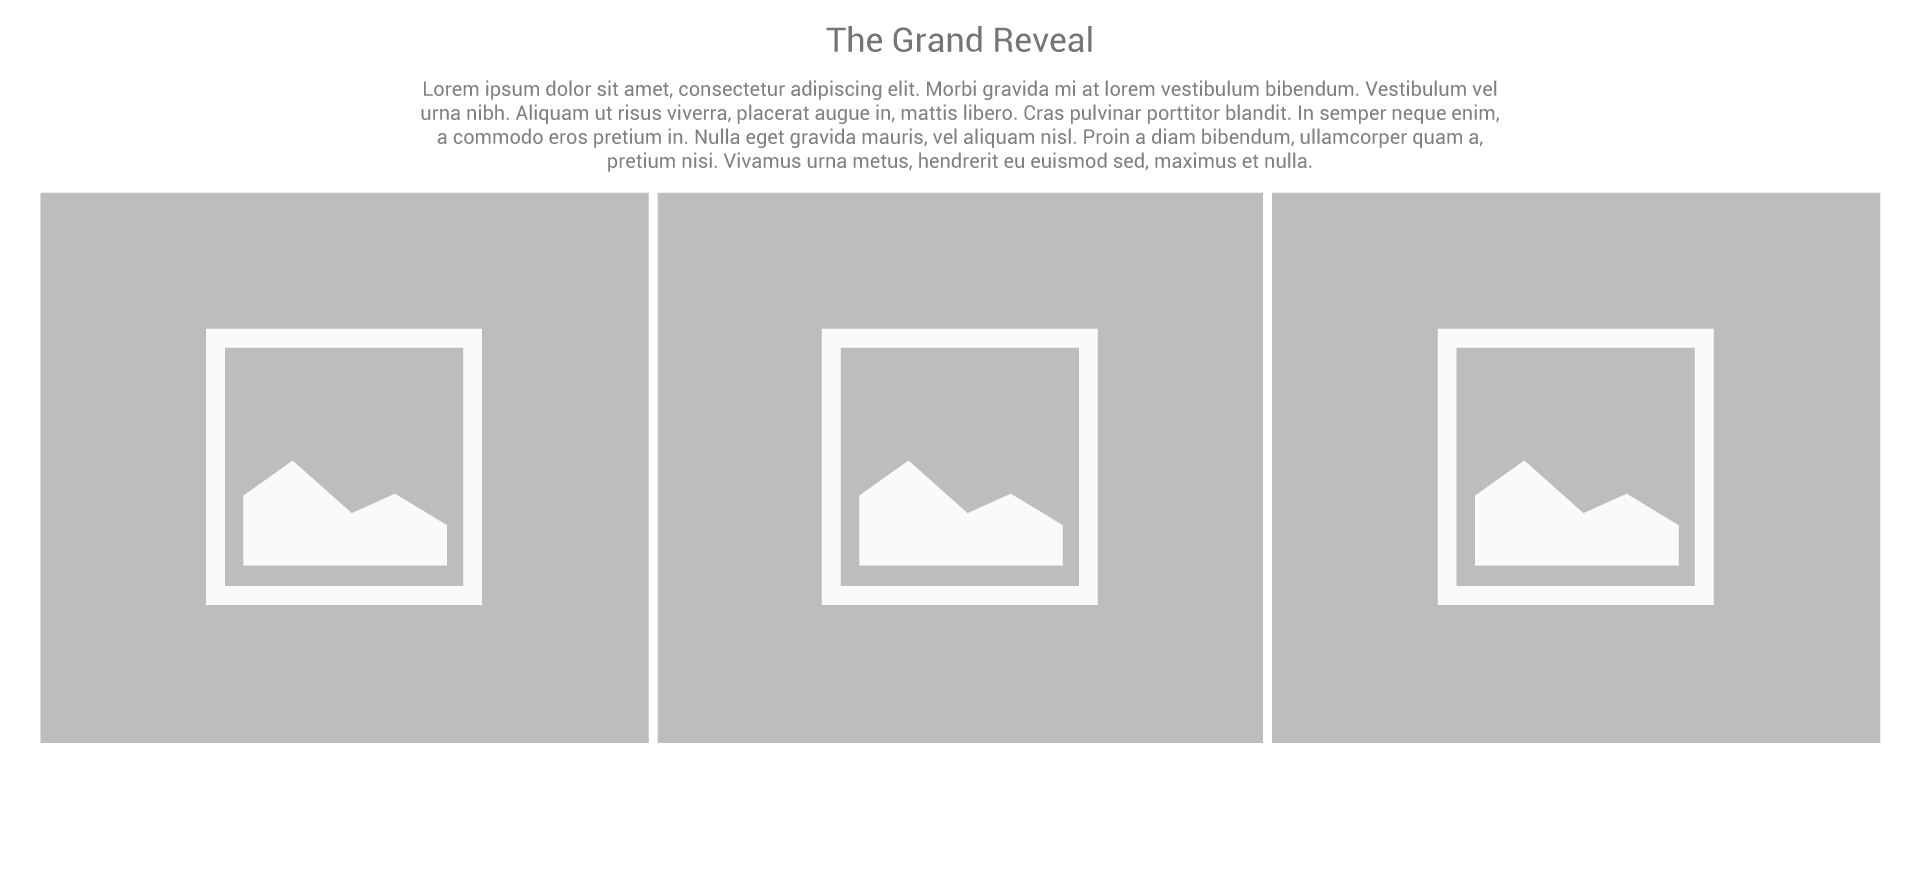 The Grand Reveal
Lorem ipsum dolor sit amet, consectetur adipiscing elit. Morbi gravida mi at lorem vestibulum bibendum. Vestibulum vel
urna nibh. Aliquam ut risus viverra, placerat augue in, mattis libero. Cras pulvinar porttitor blandit. In semper neque enim,
a commodo eros pretium in. Nulla eget gravida mauris, vel aliquam nisl. Proin a diam bibendum, ullamcorper quam a,
pretium nisi. Vivamus urna metus, hendrerit eu euismod sed, maximus et nulla.